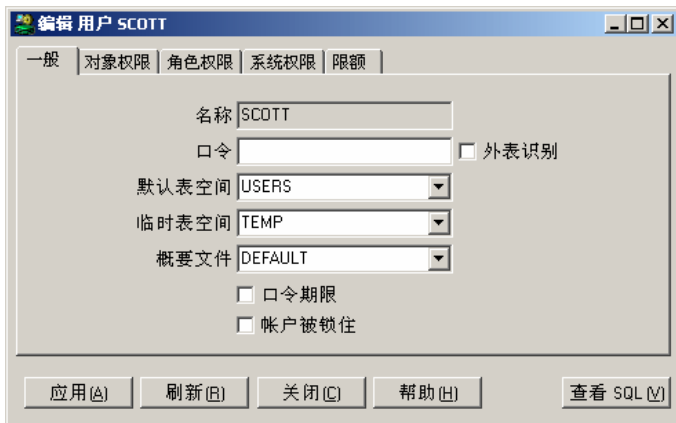 编辑 用户 SCOTT
一般 对象权限 角色权限 系统权限 限额
名称 SCOTT
口令 外表识别
默认表空间 USERS
临时表空间 TEMP
概要文件 DEFAULT
口令期限
帐户被锁住
应用(A) 刷新(R) 关闭(C) 帮助(H) 查看 SQL(V)